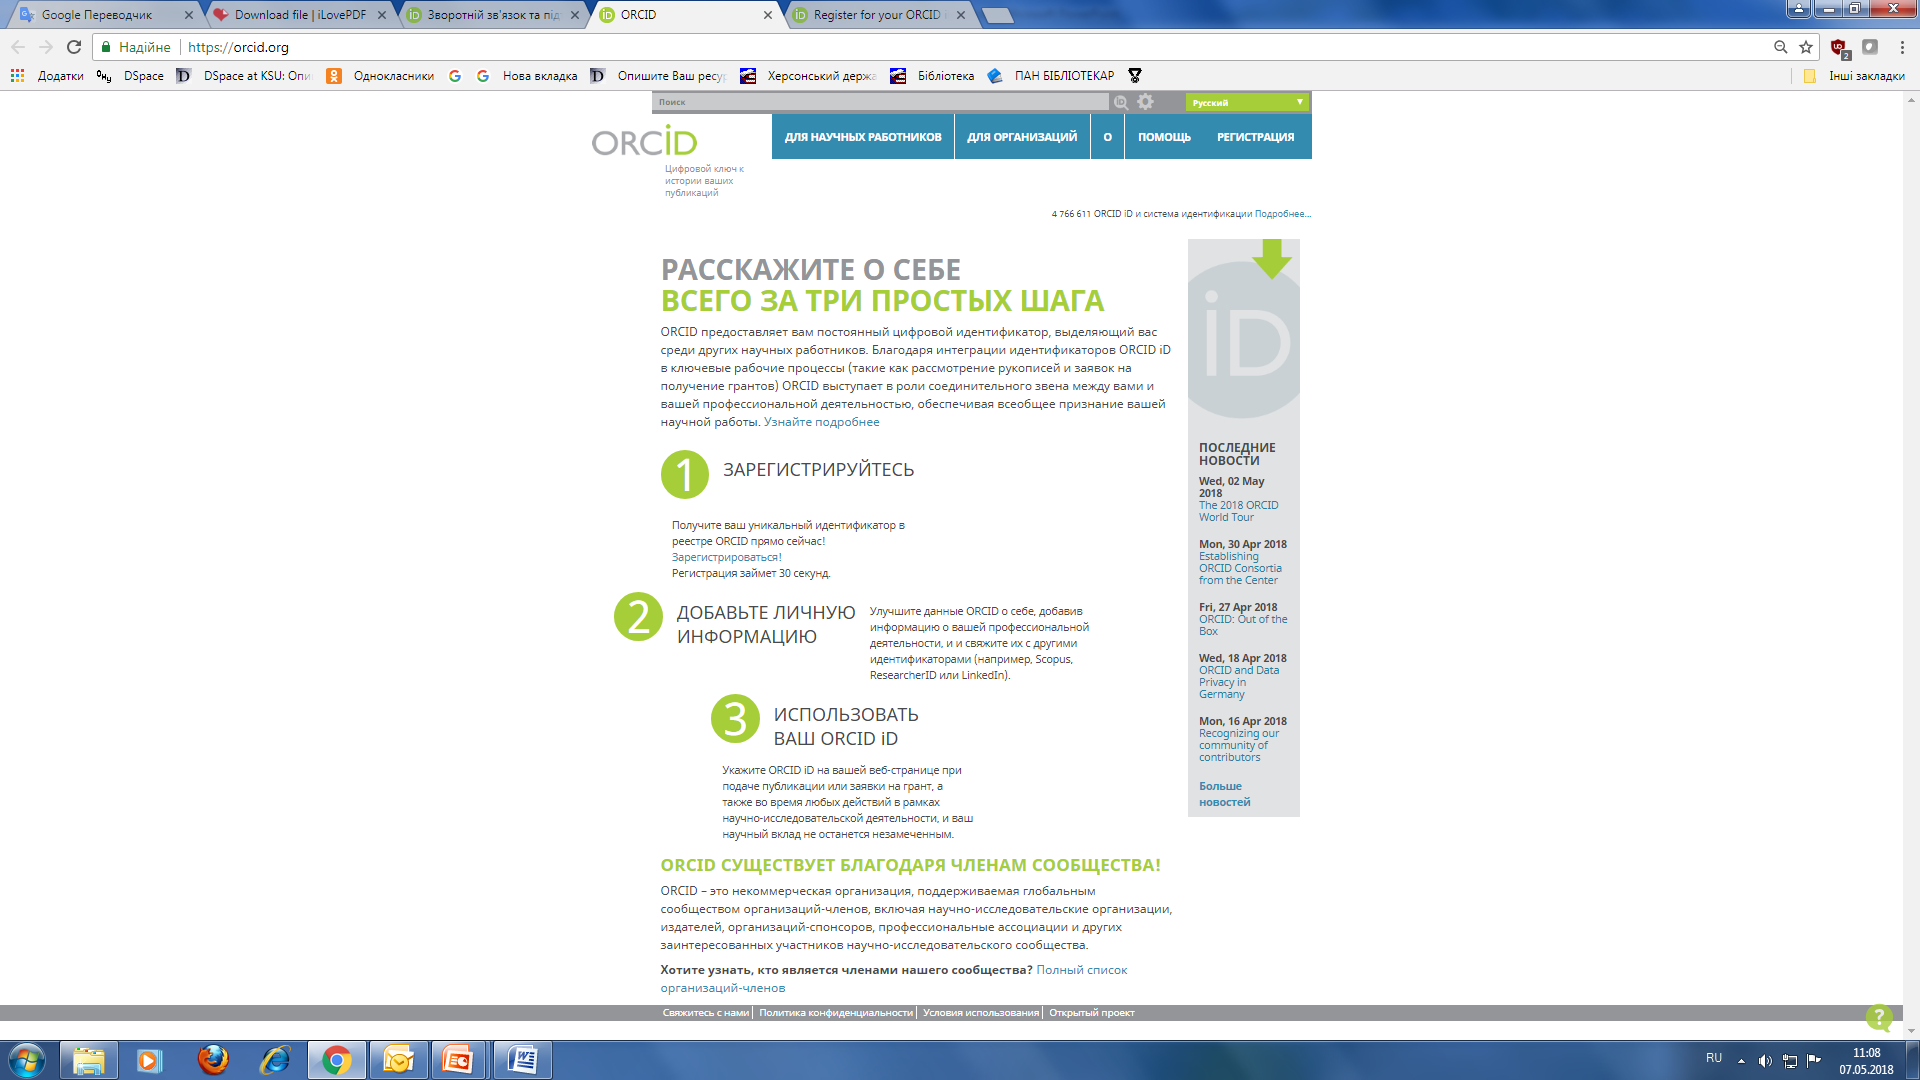 Google Переводчик
Download file | iLovePDF
Зворотній зв'язок та під
ORCID
Register for your ORCID i
Надійне
https://orcid.org
Додатки
DSpace
DSpace at KSU: Опи
Однокласники
Нова вкладка
Опишите Ваш ресу
Херсонський держа
Бібліотека
ПАН БІБЛІОТЕКАР
Інші закладки
Поиск
Русский
ORCID
Цифровой ключ к
истории ваших
публикаций
ДЛЯ НАУЧНЫХ РАБОТНИКОВ
ДЛЯ ОРГАНИЗАЦИЙ
О
ПОМОЩЬ
РЕГИСТРАЦИЯ
4 766 611 ORCID iD и система идентификации Подробнее...
РАССКАЖИТЕ О СЕБЕ
ВСЕГО ЗА ТРИ ПРОСТЫХ ШАГА
ORCID предоставляет вам постоянный цифровой идентификатор, выделяющий вас
среди других научных работников. Благодаря интеграции идентификаторов ORCID iD
в ключевые рабочие процессы (такие как рассмотрение рукописей и заявок на
получение грантов) ORCID выступает в роли соединительного звена между вами и
вашей профессиональной деятельностью, обеспечивая всеобщее признание вашей
научной работы. Узнайте подробнее
1
ЗАРЕГИСТРИРУЙТЕСЬ
Получите ваш уникальный идентификатор в
реестре ORCID прямо сейчас!
Зарегистрироваться!
Регистрация займет 30 секунд.
2
ДОБАВЬТЕ ЛИЧНУЮ
ИНФОРМАЦИЮ
Улучшите данные ORCID о себе, добавив
информацию о вашей профессиональной
деятельности, и и свяжите их с другими
идентификаторами (например, Scopus,
ResearcherID или LinkedIn).
3
ИСПОЛЬЗОВАТЬ
ВАШ ORCID iD
Укажите ORCID iD на вашей веб-странице при
подаче публикации или заявки на грант, а
также во время любых действий в рамках
научно-исследовательской деятельности, и ваш
научный вклад не останется незамеченным.
ORCID СУЩЕСТВУЕТ БЛАГОДАРЯ ЧЛЕНАМ СООБЩЕСТВА!
ORCID – это некоммерческая организация, поддерживаемая глобальным
сообществом организаций-членов, включая научно-исследовательские организации,
издателей, организаций-спонсоров, профессиональные ассоциации и других
заинтересованных участников научно-исследовательского сообщества.
Хотите узнать, кто является членами нашего сообщества? Полный список
организаций-членов
iD
ПОСЛЕДНИЕ
НОВОСТИ
Wed, 02 May
2018
The 2018 ORCID
World Tour
Mon, 30 Apr 2018
Establishing
ORCID Consortia
from the Center
Fri, 27 Apr 2018
ORCID: Out of the
Box
Wed, 18 Apr 2018
ORCID and Data
Privacy in
Germany
Mon, 16 Apr 2018
Recognizing our
community of
contributors
Больше
новостей
Свяжитесь с нами
Политика конфиденциальности
Условия использования
Открытый проект
?
RU
11:08
07.05.2018